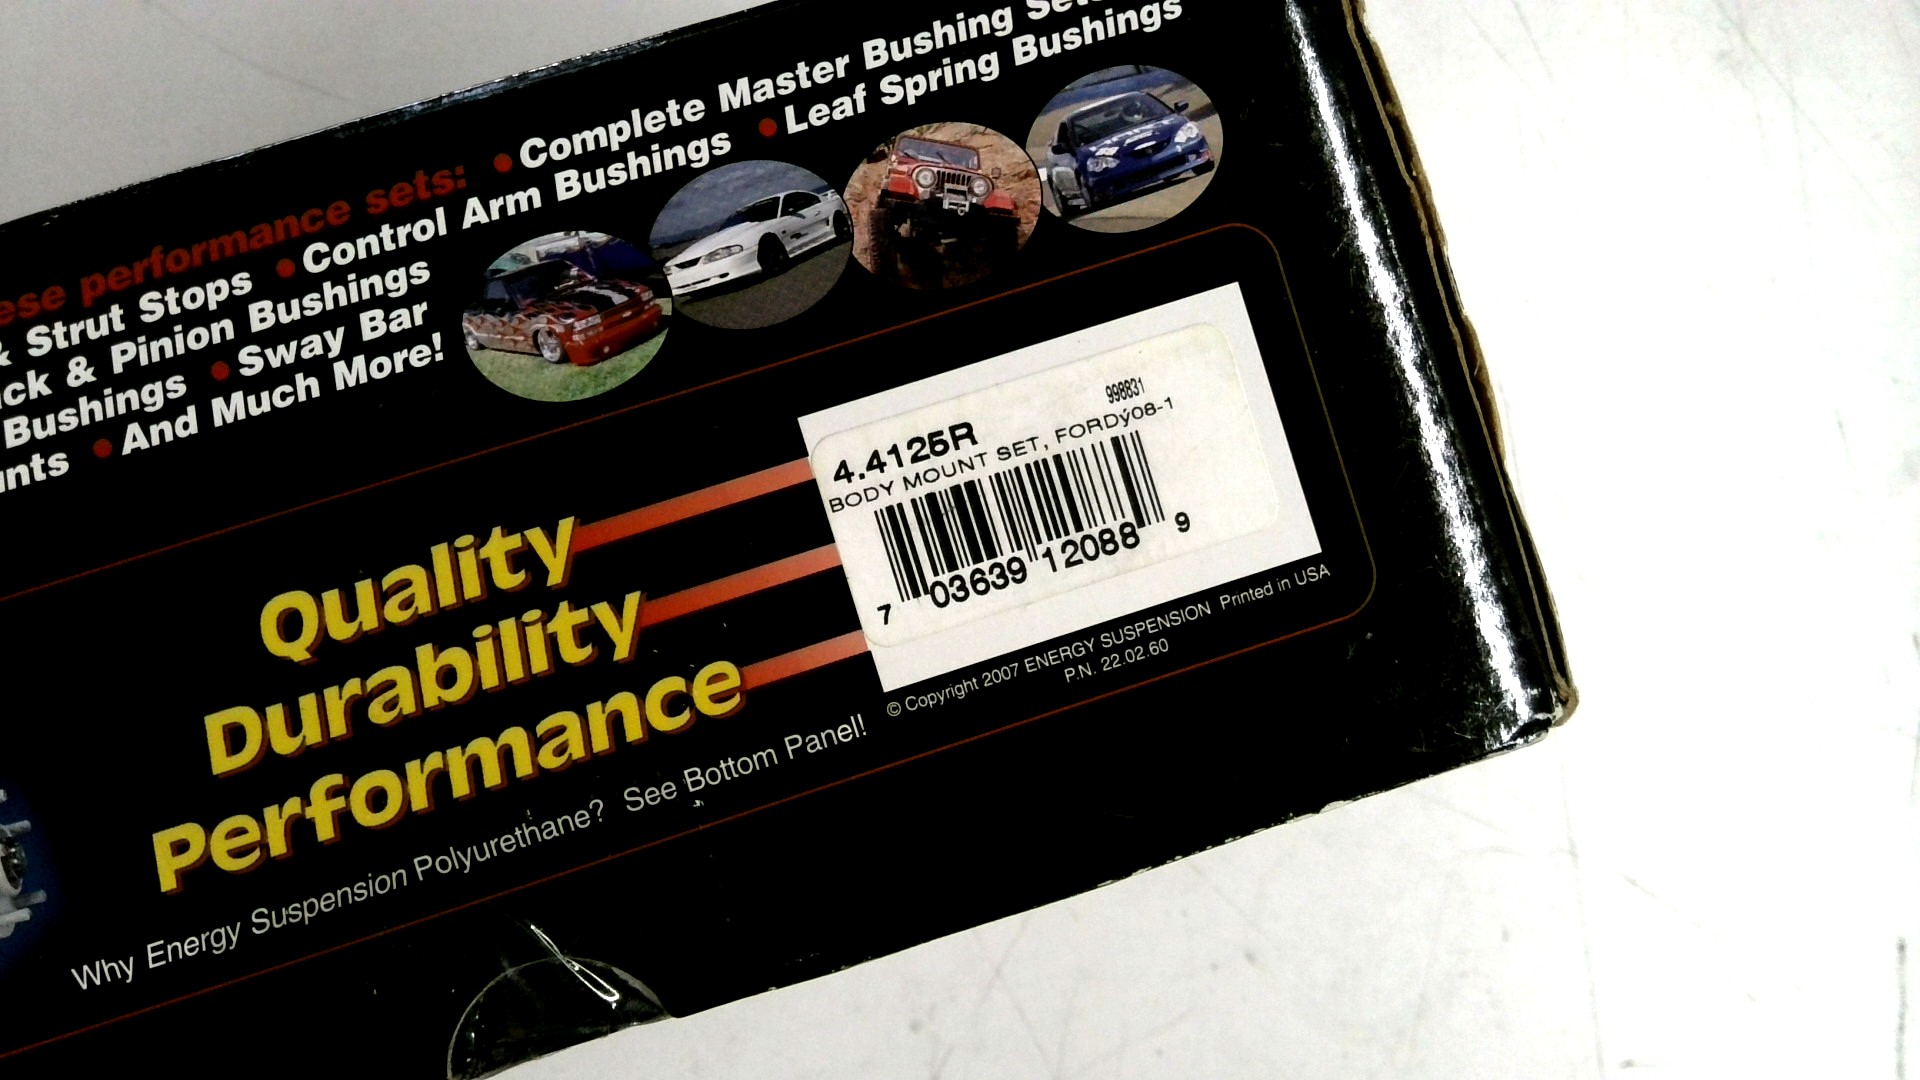 ese performance sets: • Complete Master Bushing
& Strut Stops • Control Arm Bushings • Leaf Spring Bushings
ck & Pinion Bushings
Bushings • Sway Bar
nts • And Much More!
998831
4.4125R
BODY MOUNT SET, FORDý08-1
7 03639 12088 9
Quality
Durability
Performance
© Copyright 2007 ENERGY SUSPENSION Printed in USA
P.N. 22.02.60
Why Energy Suspension Polyurethane? See Bottom Panel!